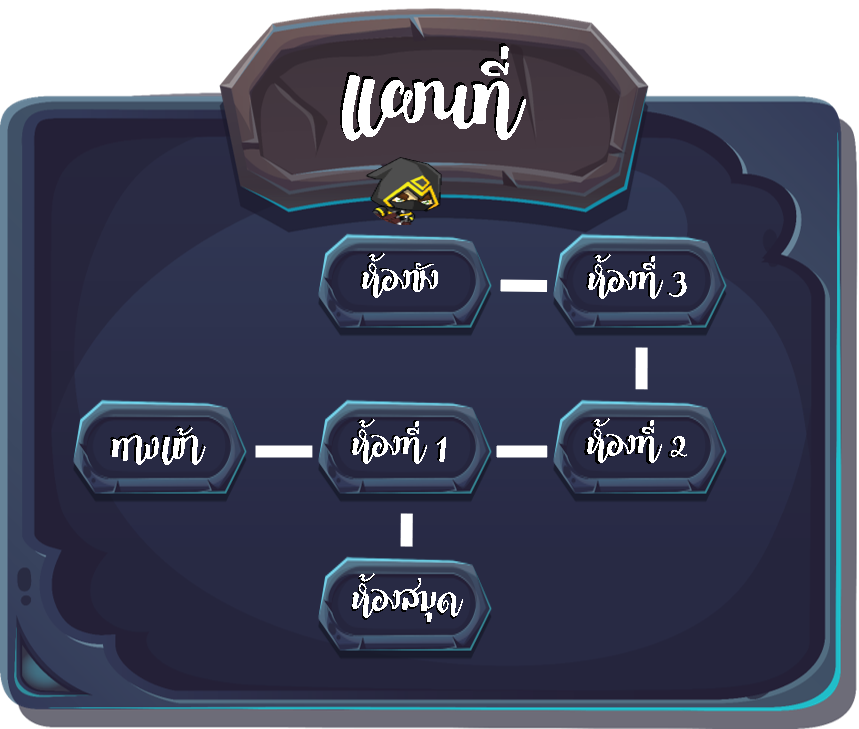 แผนที่
ห้องขัง
ห้องที่ 3
ทางเข้า
ห้องที่ 1
ห้องที่ 2
ห้องสมุด